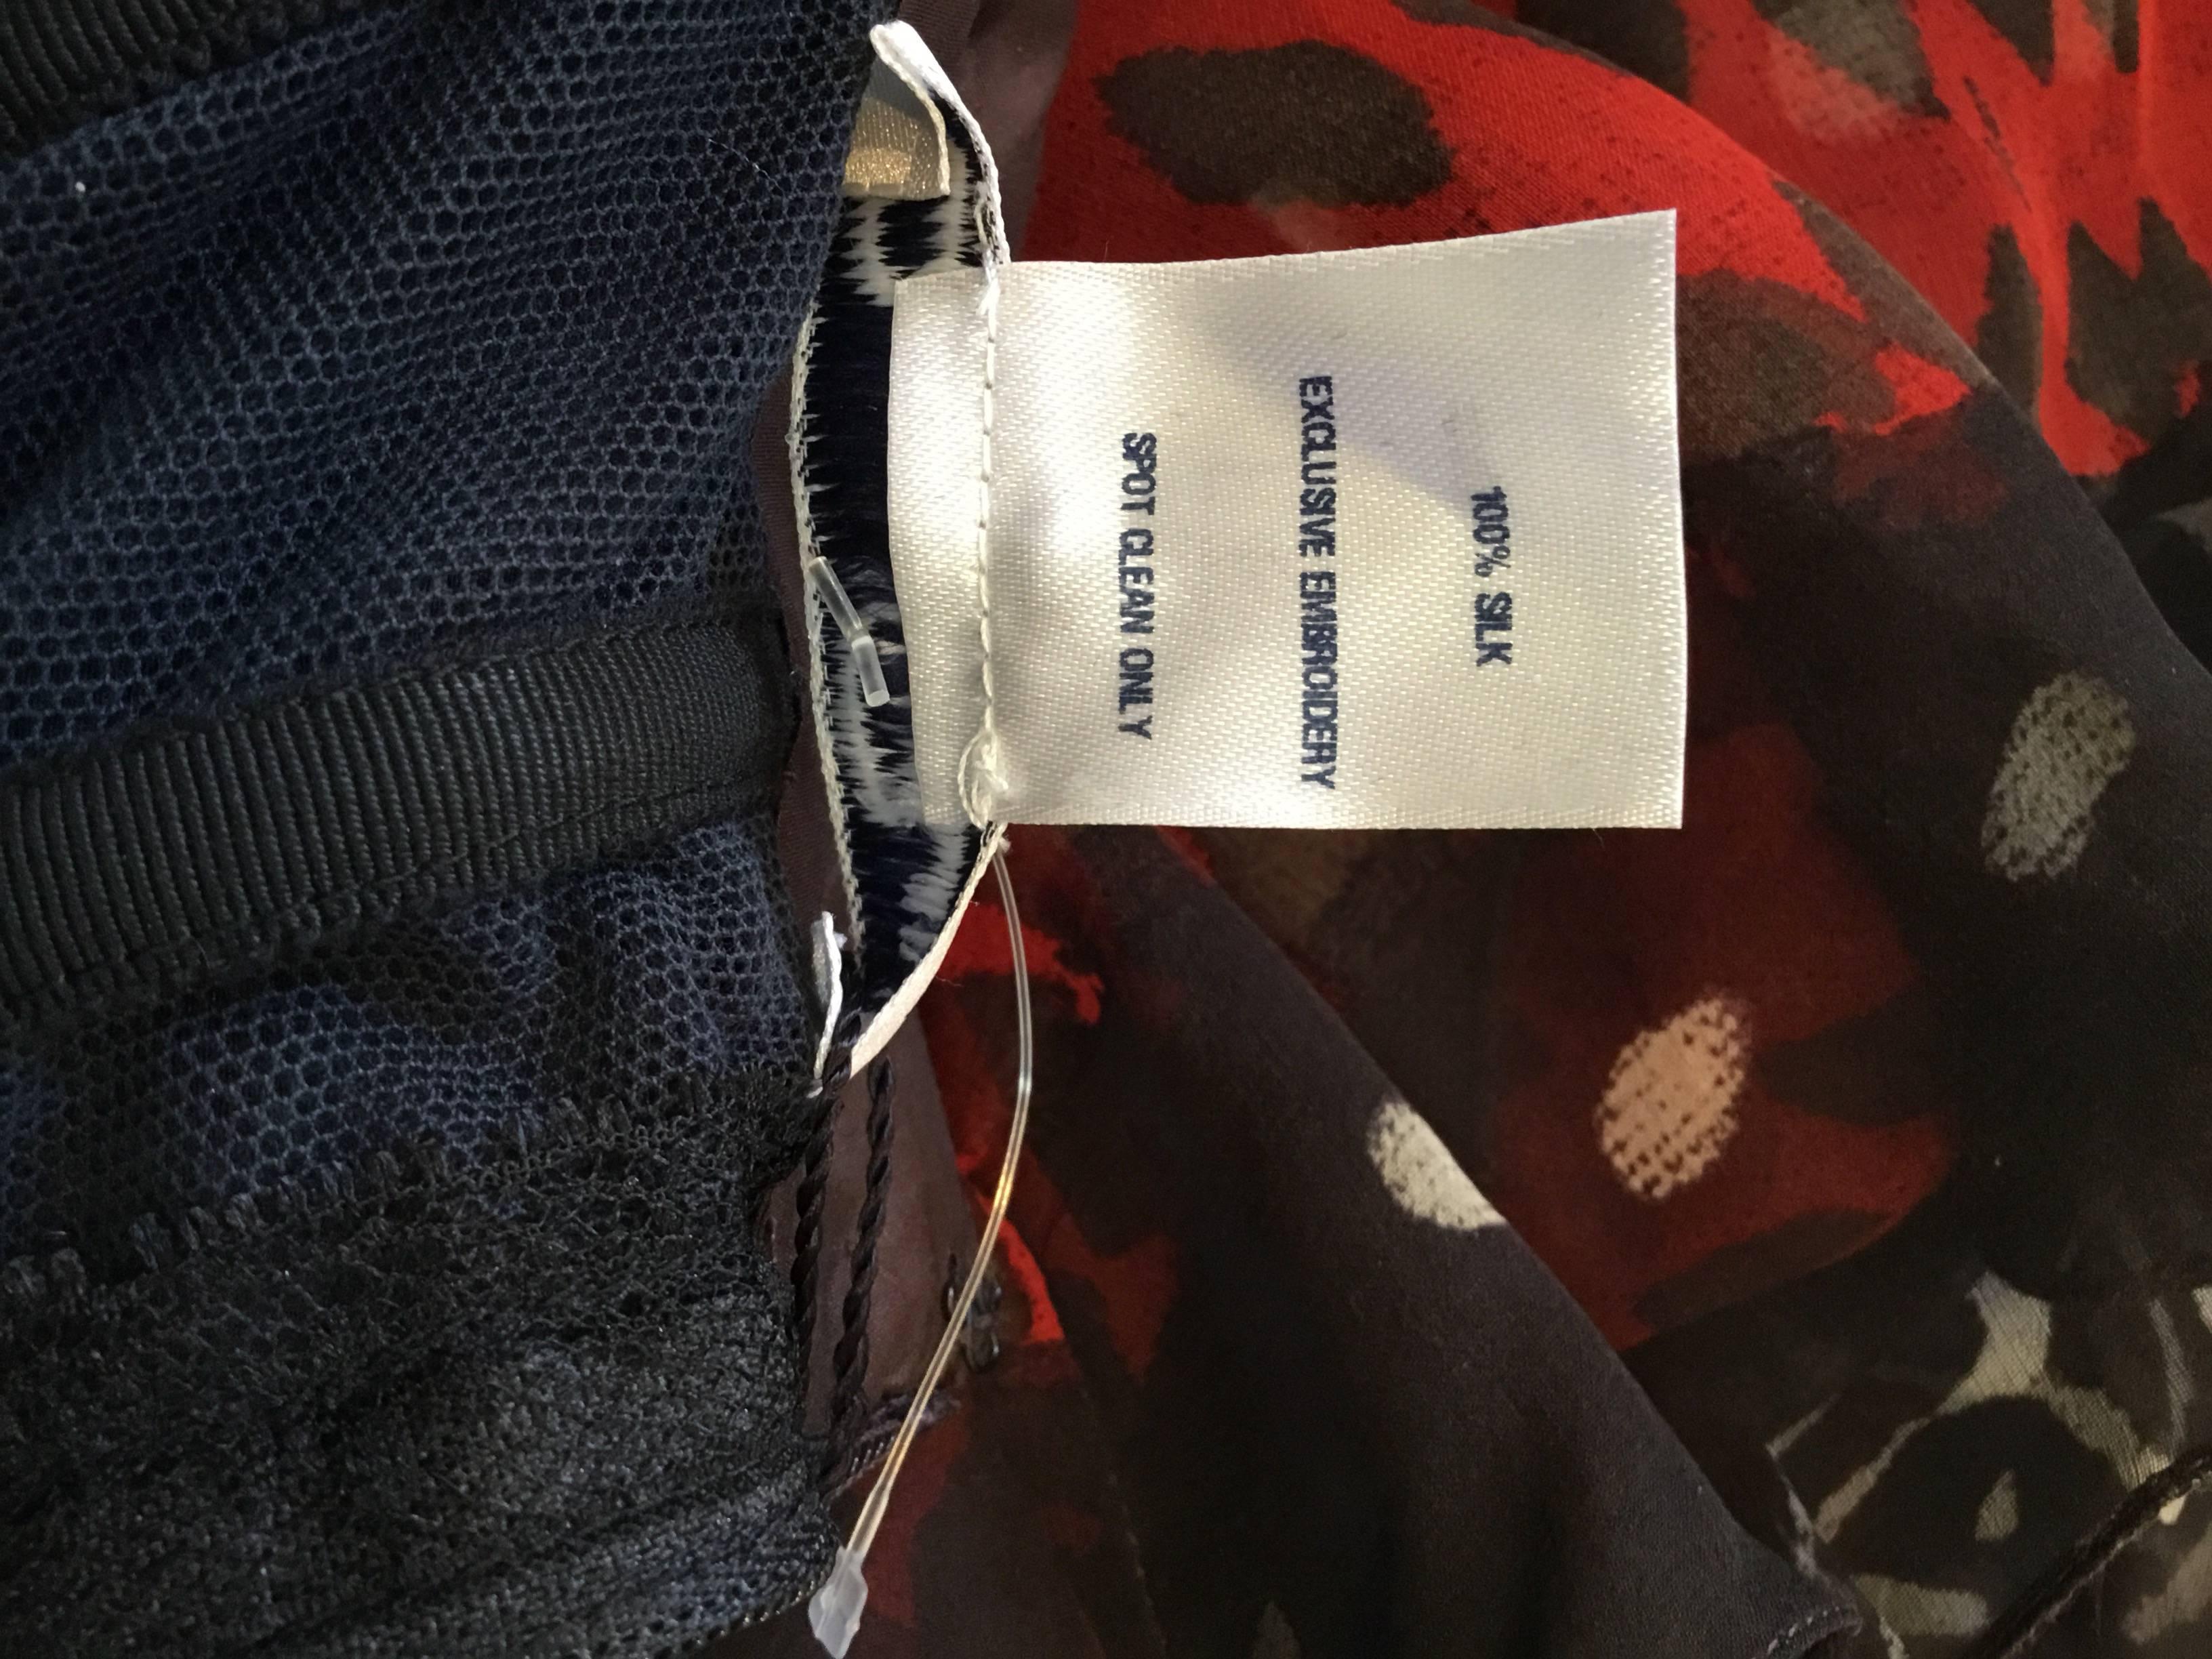 100% SILK
EXCLUSIVE EMBROIDERY
SPOT CLEAN ONLY